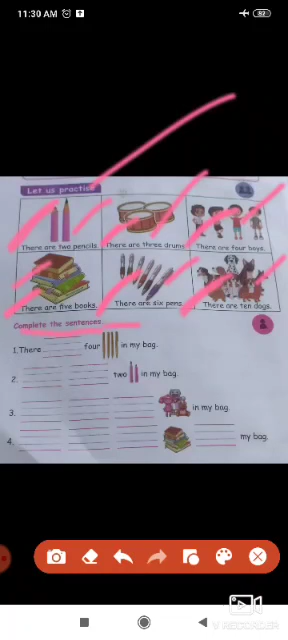 11:30 AM
82
Let us practise
There are two pencils.
There are three drums
There are four boys.
There are five books.
There are six pens
There are ten dogs.
Complete the sentences.
1. There four in my bag.
2. two in my bag.
3. in my bag.
4. my bag.
V RECORDER